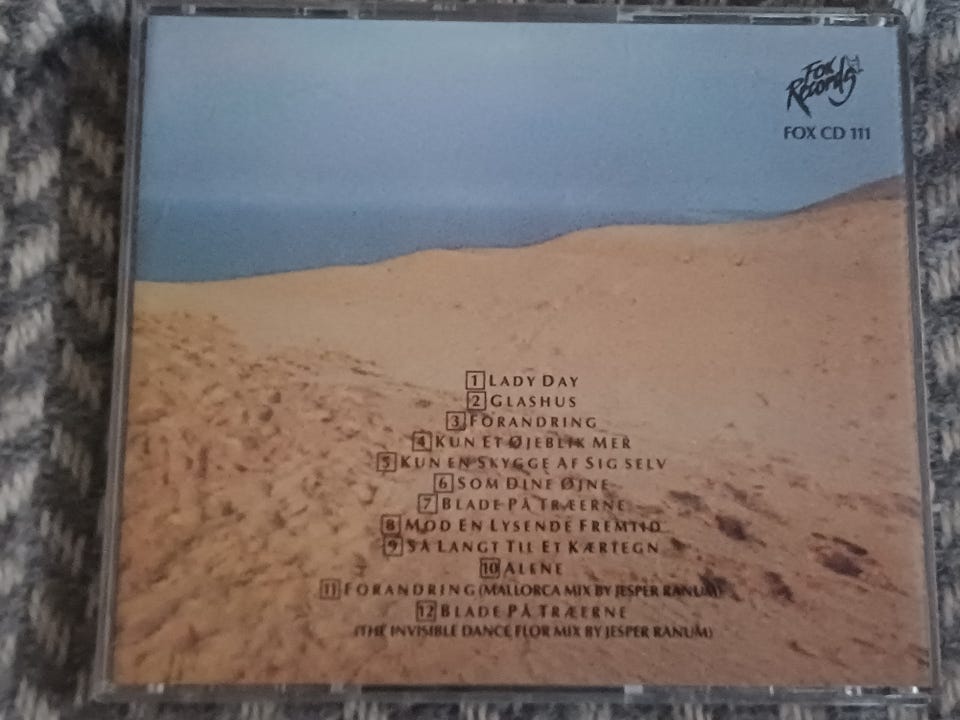 Fox
Records
FOX CD 111
1 LADY DAY
2 GLASHUS
3 FORANDRING
4 KUN ET ØJEBLIK MER
5 KUN EN SKYGGE AF SIG SELV
6 SOM DINE ØJNE
7 BLADE PÅ TRÆERNE
8 MOD EN LYSENDE FREMTID
9 SÅ LANGT TIL ET KÆRTEGN
10 ALENE
11 FORANDRING (MALLORCA MIX BY JESPER RANUM)
12 BLADE PÅ TRÆERNE
(THE INVISIBLE DANCE FLOR MIX BY JESPER RANUM)